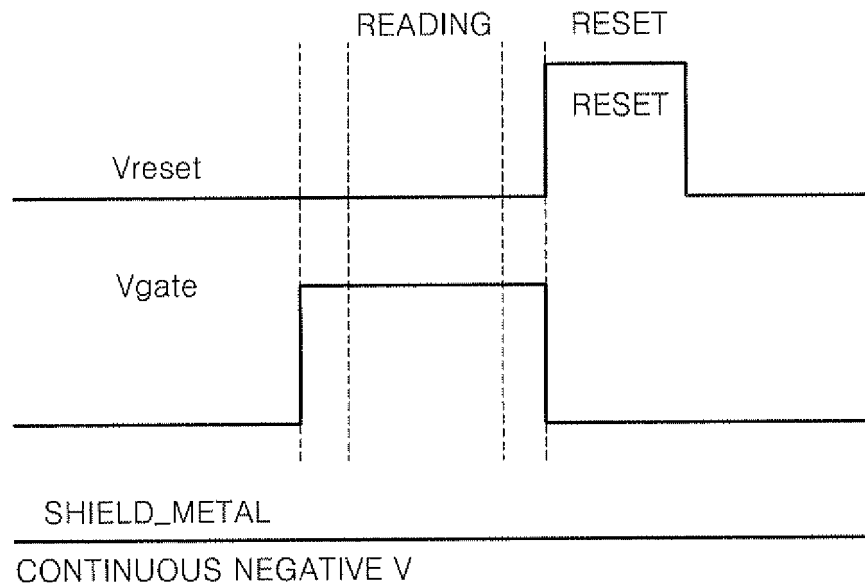 READING RESET
RESET
Vreset
Vgate
SHIELD_METAL
CONTINUOUS NEGATIVE V